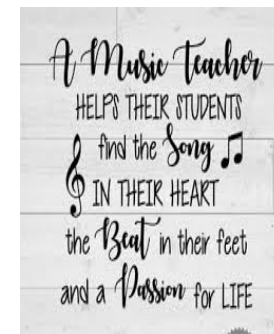 A Music Teacher
HELPS THEIR STUDENTS
find the Song
IN THEIR HEART
the Beat in their feet
and a Passion for LIFE